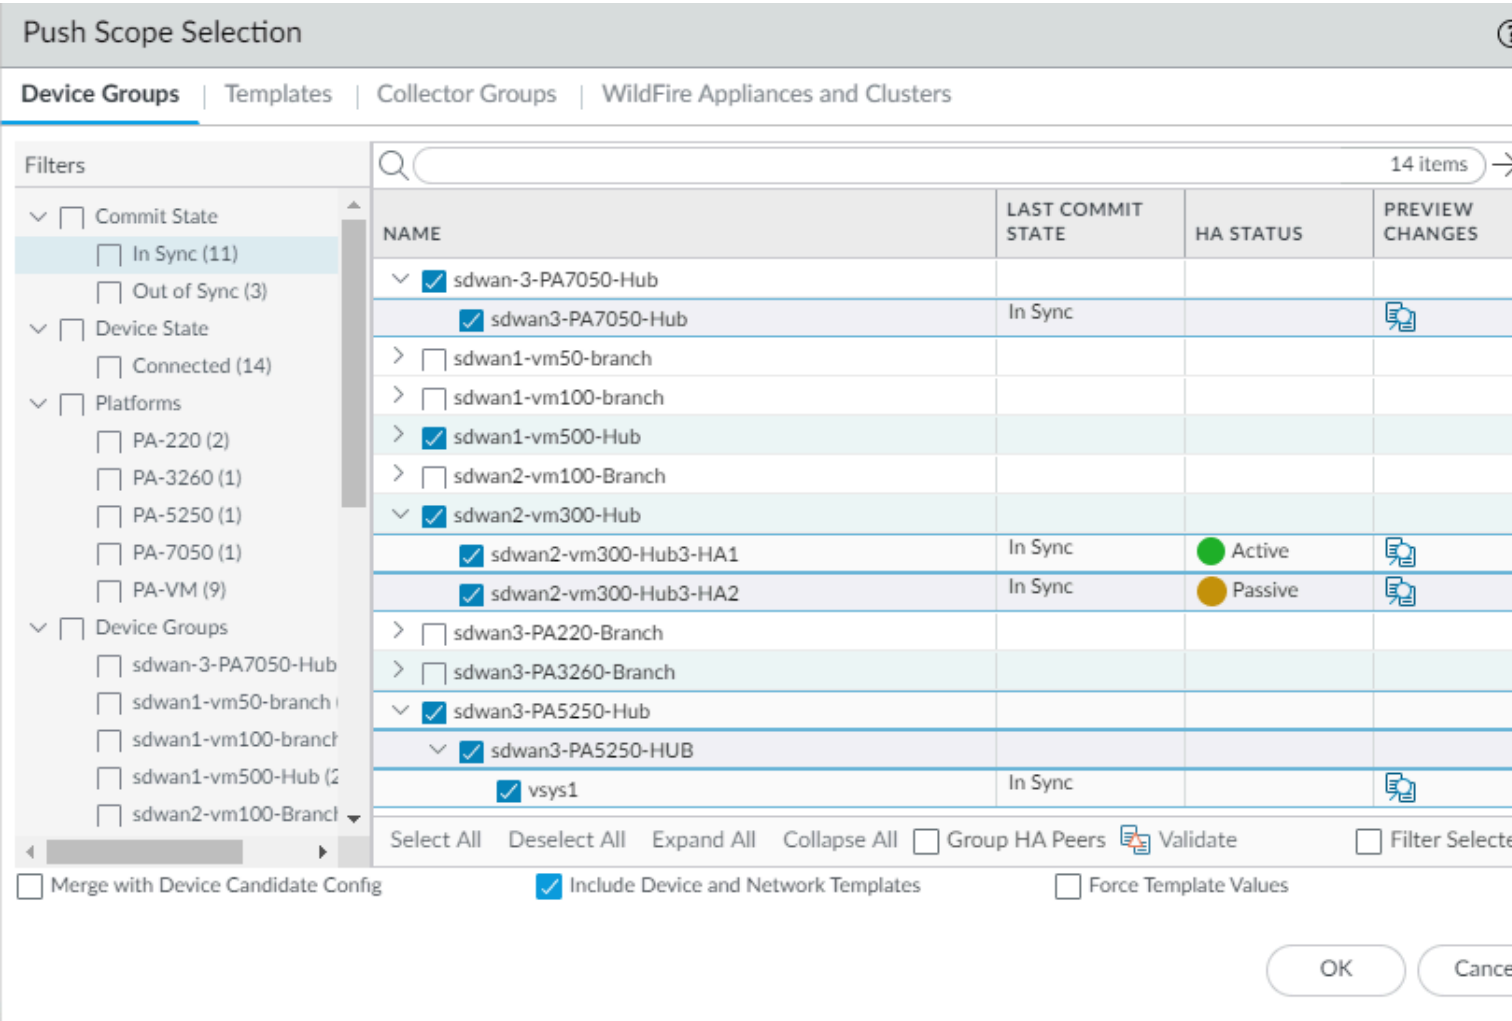 Push Scope Selection
Device Groups | Templates | Collector Groups | WildFire Appliances and Clusters
Filters
Commit State
In Sync (11)
Out of Sync (3)
Device State
Connected (14)
Platforms
PA-220 (2)
PA-3260 (1)
PA-5250 (1)
PA-7050 (1)
PA-VM (9)
Device Groups
sdwan-3-PA7050-Hub
sdwan1-vm50-branch
sdwan1-vm100-branch
sdwan1-vm500-Hub (2
sdwan2-vm100-Branch
14 items
NAME LAST COMMIT STATE HA STATUS PREVIEW CHANGES
sdwan-3-PA7050-Hub
sdwan3-PA7050-Hub In Sync
sdwan1-vm50-branch
sdwan1-vm100-branch
sdwan1-vm500-Hub
sdwan2-vm100-Branch
sdwan2-vm300-Hub
sdwan2-vm300-Hub3-HA1 In Sync Active
sdwan2-vm300-Hub3-HA2 In Sync Passive
sdwan3-PA220-Branch
sdwan3-PA3260-Branch
sdwan3-PA5250-Hub
sdwan3-PA5250-HUB
vsys1 In Sync
Select All Deselect All Expand All Collapse All Group HA Peers Validate Filter Selecte
Merge with Device Candidate Config Include Device and Network Templates Force Template Values
OK Cance